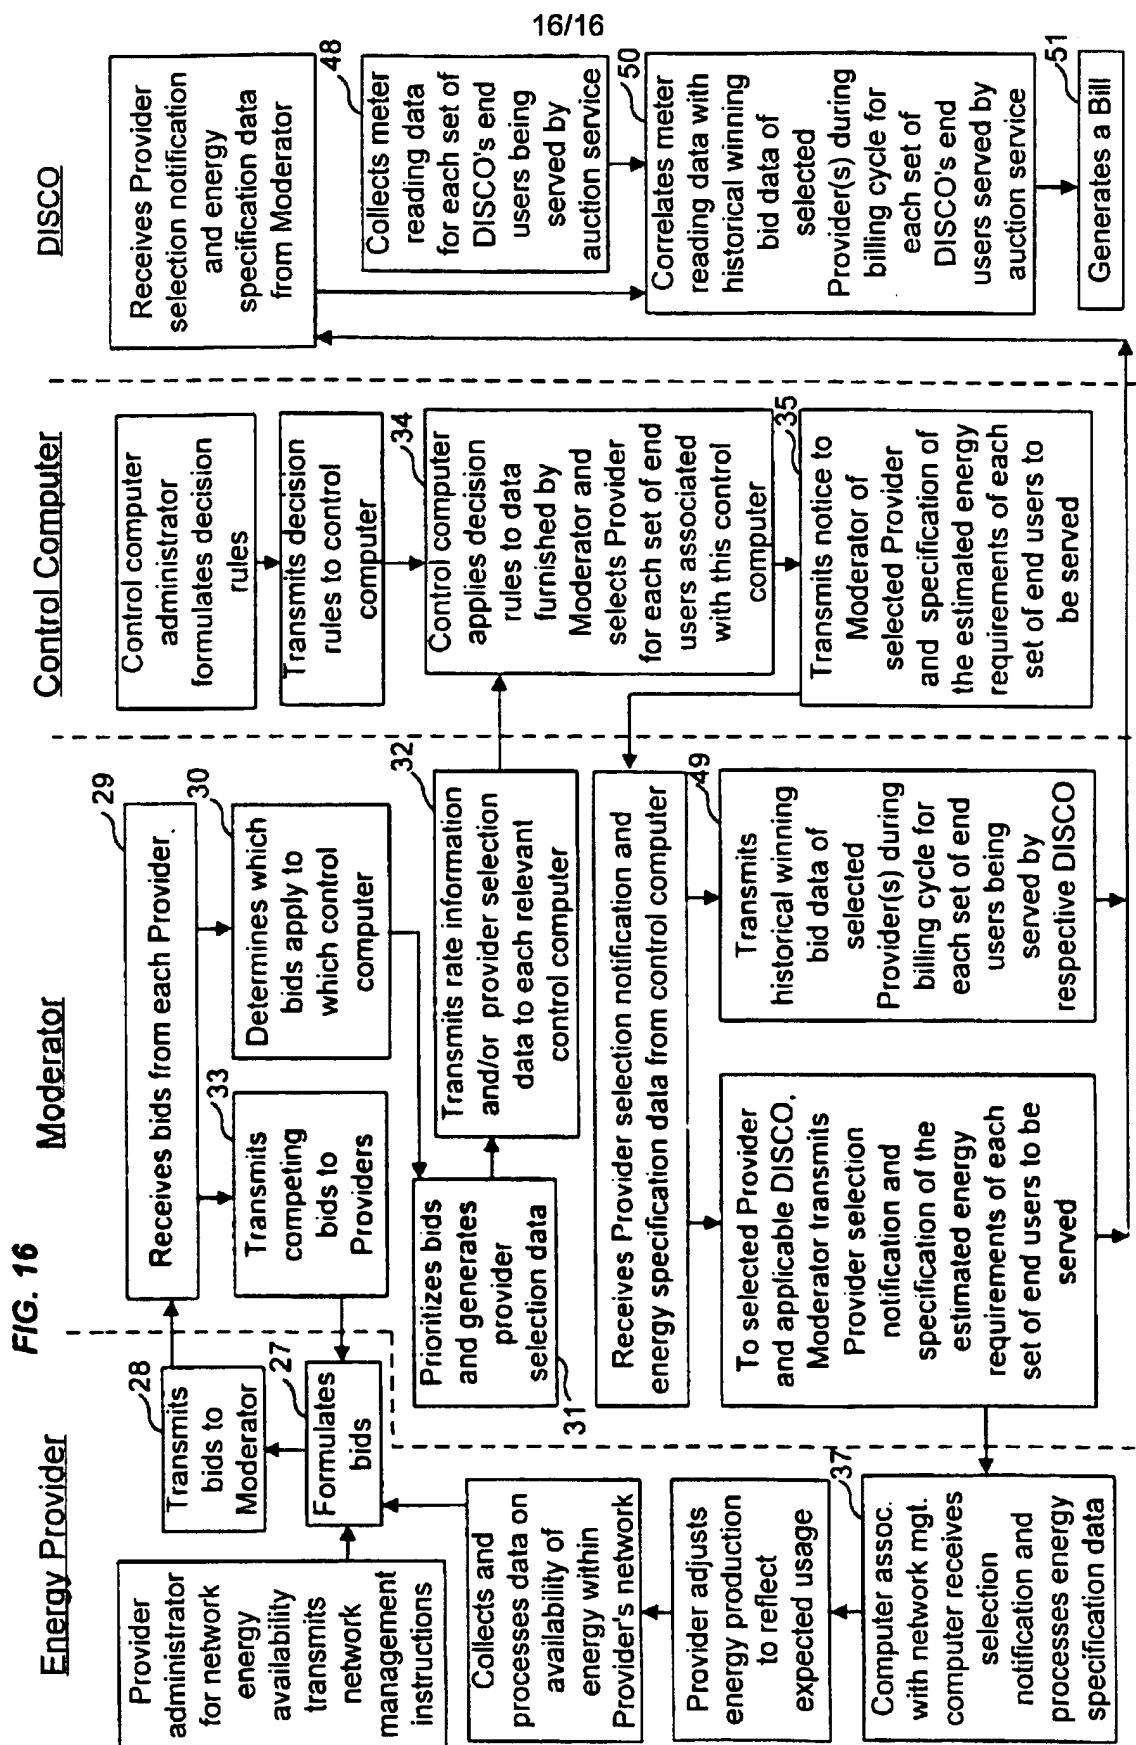 16/16
FIG. 16
Energy Provider
Provider
administrator
for network
energy
availability
transmits
network
management
instructions
28
Transmits
bids to
Moderator
27
Formulates
bids
Collects and
processes data on
availability of
energy within
Provider's network
Provider adjusts
energy production
to reflect
expected usage
37
Computer assoc.
with network mgt.
computer receives
selection
notification and
processes energy
specification data
Moderator
29
Receives bids from each Provider.
33
Transmits
competing
bids to
Providers
30
Determines which
bids apply to
which control
computer
31
Prioritizes bids
and generates
provider
selection data
32
Transmits rate information
and/or provider selection
data to each relevant
control computer
Receives Provider selection notification and
energy specification data from control computer
To selected Provider
and applicable DISCO,
Moderator transmits
Provider selection
notification and
specification of the
estimated energy
requirements of each
set of end users to be
served
49
Transmits
historical winning
bid data of
selected
Provider(s) during
billing cycle for
each set of end
users being
served by
respective DISCO
Control Computer
Control computer
administrator
formulates decision
rules
Transmits decision
rules to control
computer
34
Control computer
applies decision
rules to data
furnished by
Moderator and
selects Provider
for each set of end
users associated
with this control
computer
35
Transmits notice to
Moderator of
selected Provider
and specification of
the estimated energy
requirements of each
set of end users to
be served
DISCO
Receives Provider
selection notification
and energy
specification data
from Moderator
48
Collects meter
reading data
for each set of
DISCO's end
users being
served by
auction service
50
Correlates meter
reading data with
historical winning
bid data of
selected
Provider(s) during
billing cycle for
each set of
DISCO's end
users served by
auction service
51
Generates a Bill